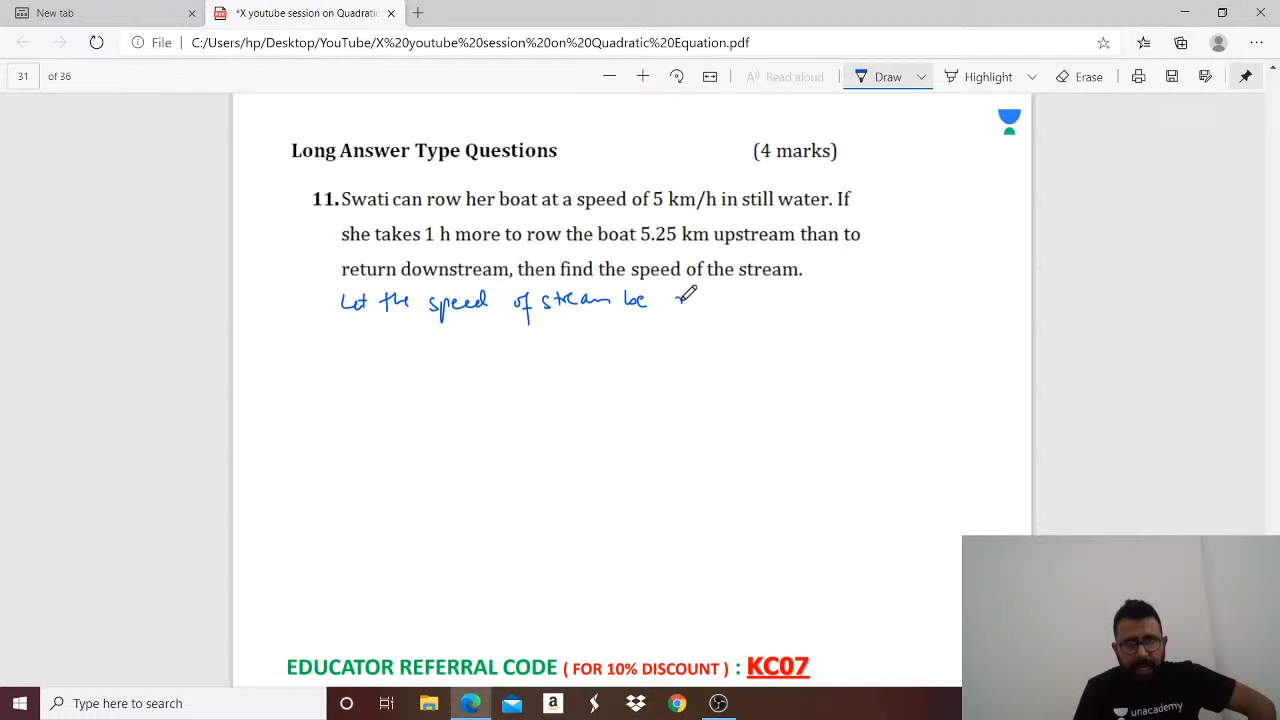 New tab
*X youtube session on Quadratic
File
C:/Users/hp/Desktop/YouTube/X%20youtube%20session%20on%20Quadratic%20Equation.pdf
31 of 36
Read aloud
Draw
Highlight
Erase
Long Answer Type Questions (4 marks)
11. Swati can row her boat at a speed of 5 km/h in still water. If
she takes 1 h more to row the boat 5.25 km upstream than to
return downstream, then find the speed of the stream.
Let the speed of stream be
EDUCATOR REFERRAL CODE ( FOR 10% DISCOUNT ) : KC07
unacademy
Type here to search